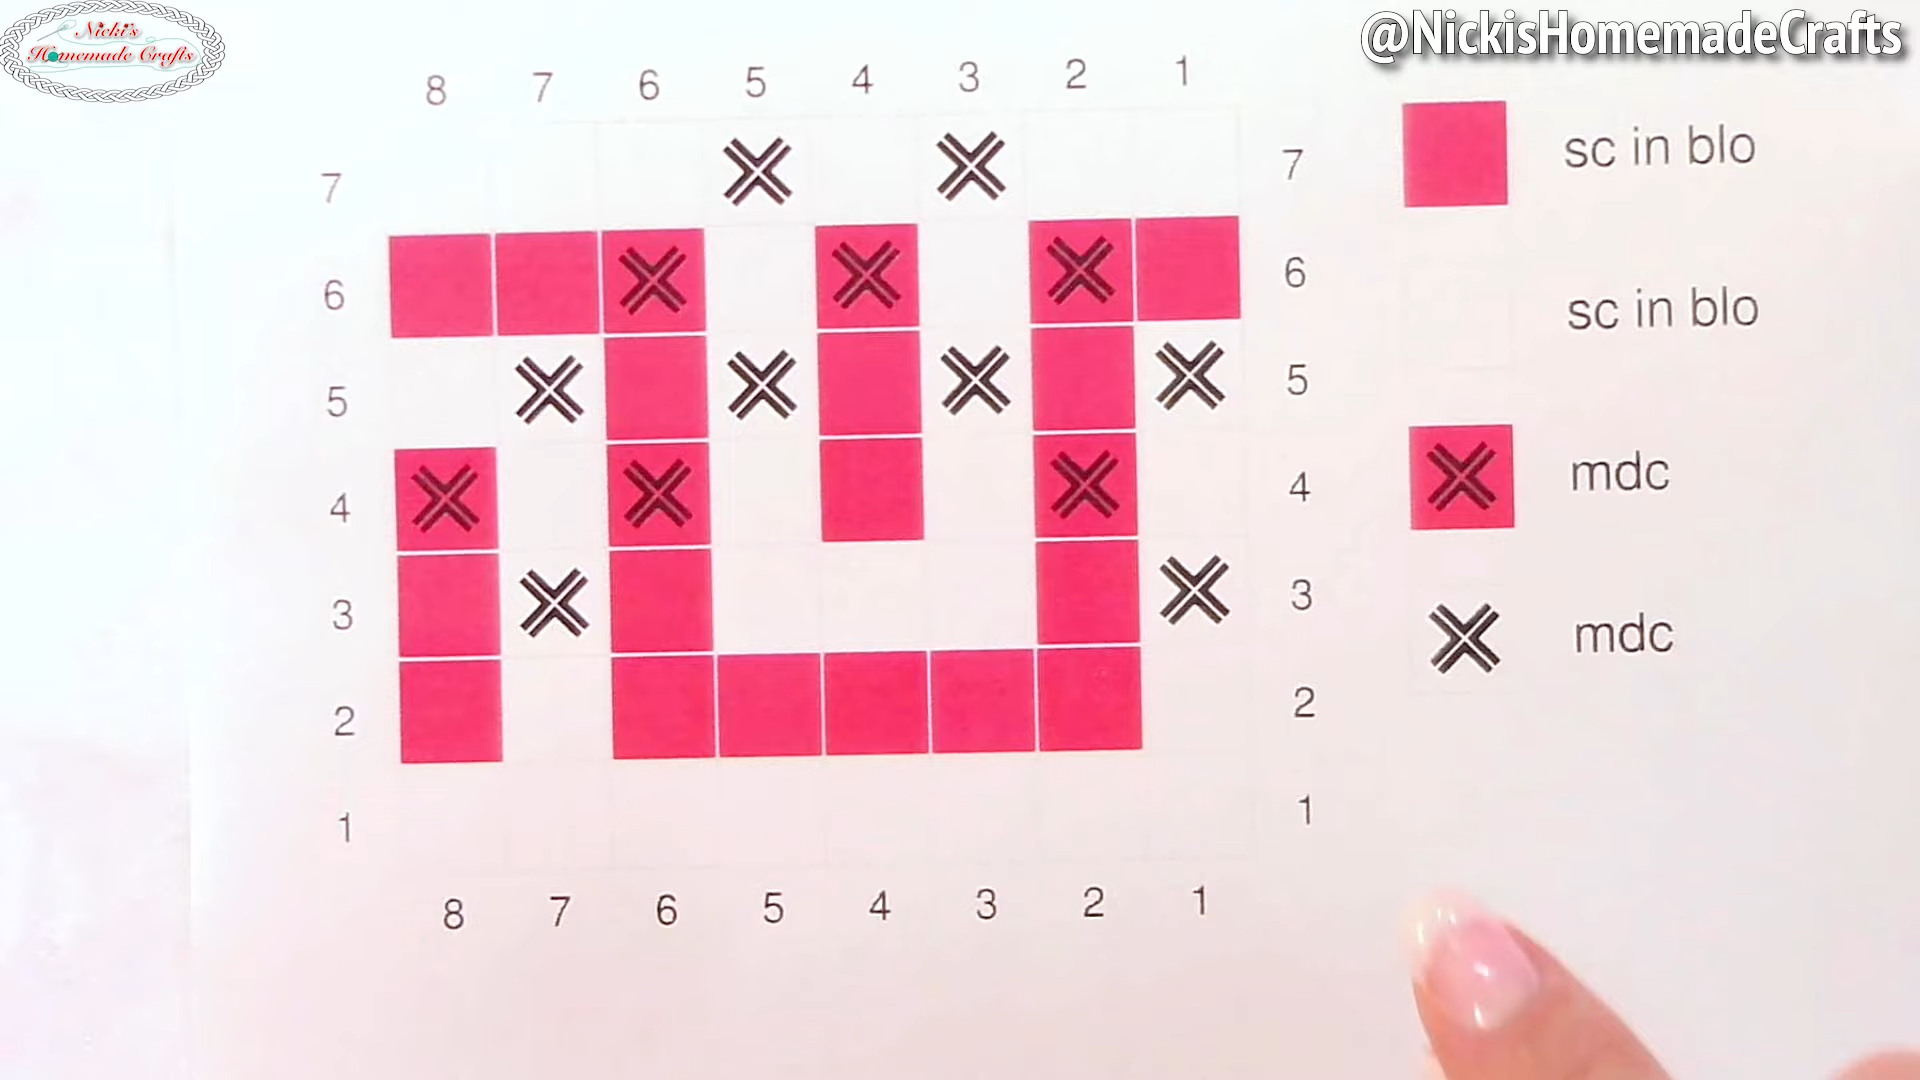 Nicki's
Homemade Crafts
@NickisHomemadeCrafts
8 7 6 5 4 3 2 1
7 7
6 6
5 5
4 4
3 3
2 2
1 1
8 7 6 5 4 3 2 1
sc in blo
sc in blo
mdc
mdc